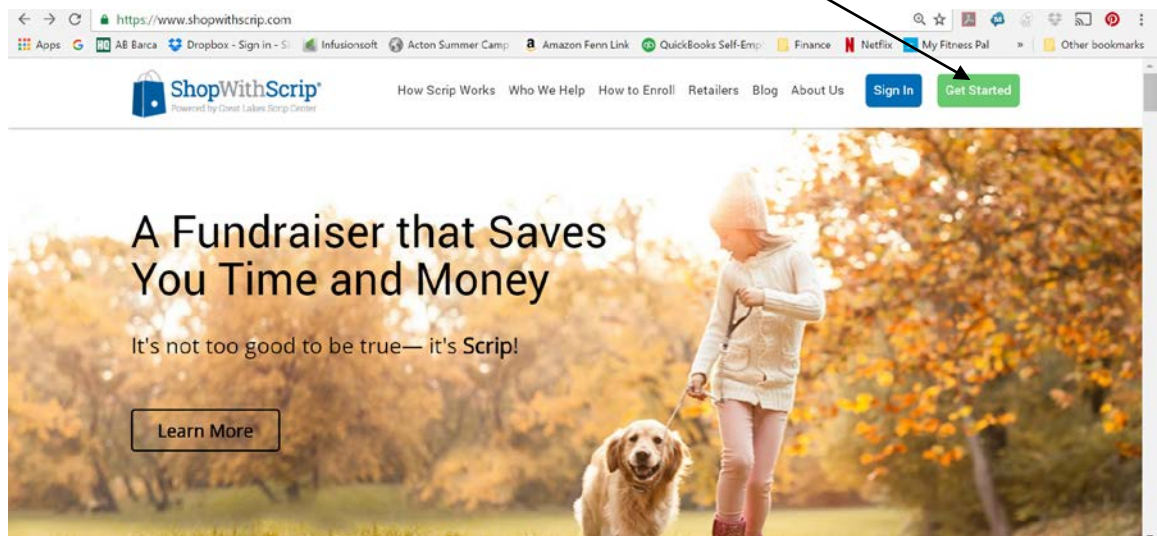 https://www.shopwithscrip.com
Apps AB Barca Dropbox - Sign in - Si Infusionsoft Acton Summer Camp Amazon Fenn Link QuickBooks Self-Emp Finance Netflix My Fitness Pal » Other bookmarks
ShopWithScrip®
Powered by Great Lakes Scrip Center
How Scrip Works Who We Help How to Enroll Retailers Blog About Us Sign In Get Started
A Fundraiser that Saves
You Time and Money
It's not too good to be true— it's Scrip!
Learn More